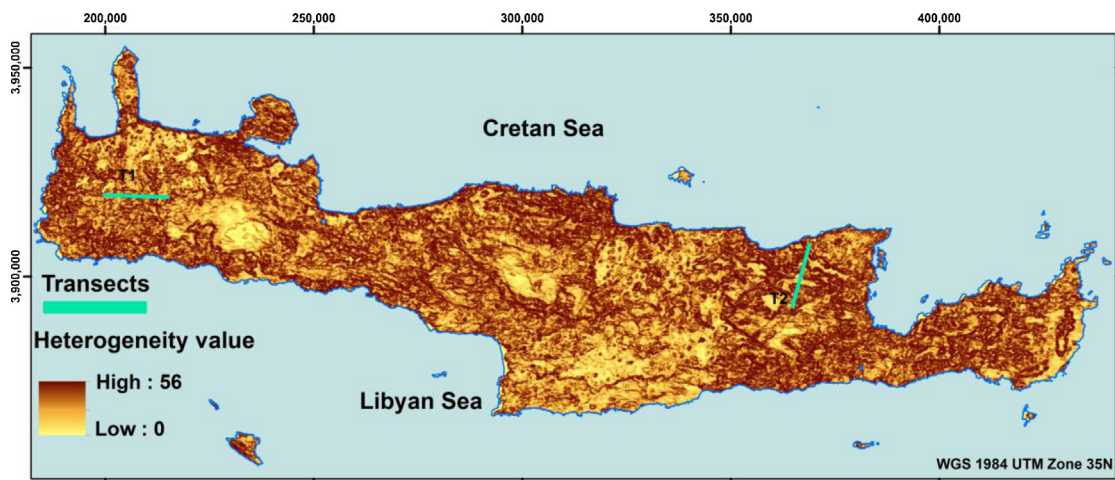 200,000 250,000 300,000 350,000 400,000
3,950,000
3,900,000
Cretan Sea
T1
T2
Transects
Heterogeneity value
High : 56
Low : 0
Libyan Sea
WGS 1984 UTM Zone 35N